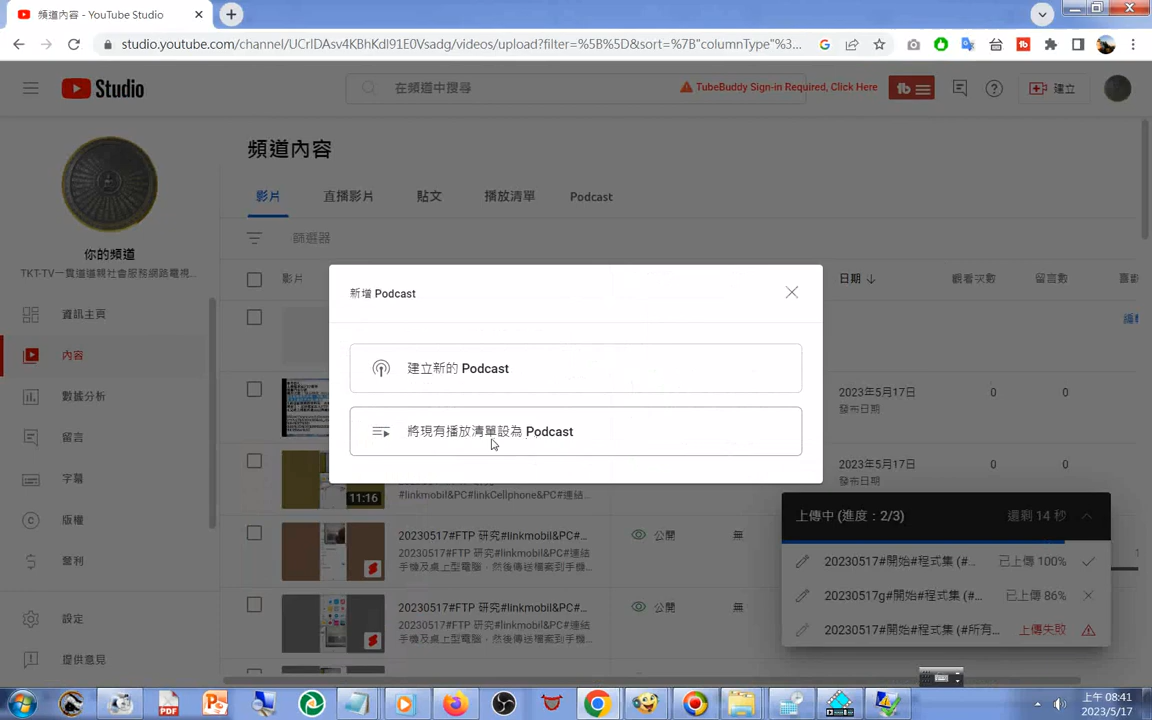 頻道內容 - YouTube Studio
studio.youtube.com/channel/UCrlDAsv4KBhKdl91E0Vsadg/videos/upload?filter=%5B%5D&sort=%7B"columnType"%3...
Studio
在頻道中搜尋
TubeBuddy Sign-in Required, Click Here
建立
你的頻道
TKT-TV一貫道道親社會服務網路電視...
資訊主頁
內容
數據分析
留言
字幕
版權
營利
設定
提供意見
頻道內容
影片 直播影片 貼文 播放清單 Podcast
篩選器
影片 日期 觀看次數 留言數
新增 Podcast
建立新的 Podcast
將現有播放清單設為 Podcast
2023年5月17日 0 0
發布日期
2023年5月17日 0 0
發布日期
11:16
#linkmobil&PC#linkCellphone&PC#連結...
20230517#FTP 研究#linkmobil&PC#... 公開 無
20230517#FTP 研究#linkmobil&PC#連結
手機及桌上型電腦，然後傳送檔案到手機
20230517#FTP 研究#linkmobil&PC#... 公開
20230517#FTP 研究#linkmobil&PC#連結
手機及桌上型電腦，然後傳送檔案到手機
上傳中 (進度：2/3) 還剩 14 秒
20230517#開始#程式集 (#... 已上傳 100%
20230517g#開始#程式集 (#... 已上傳 86%
20230517#開始#程式集 (#所有... 上傳失敗
PDF
上午 08:41
2023/5/17